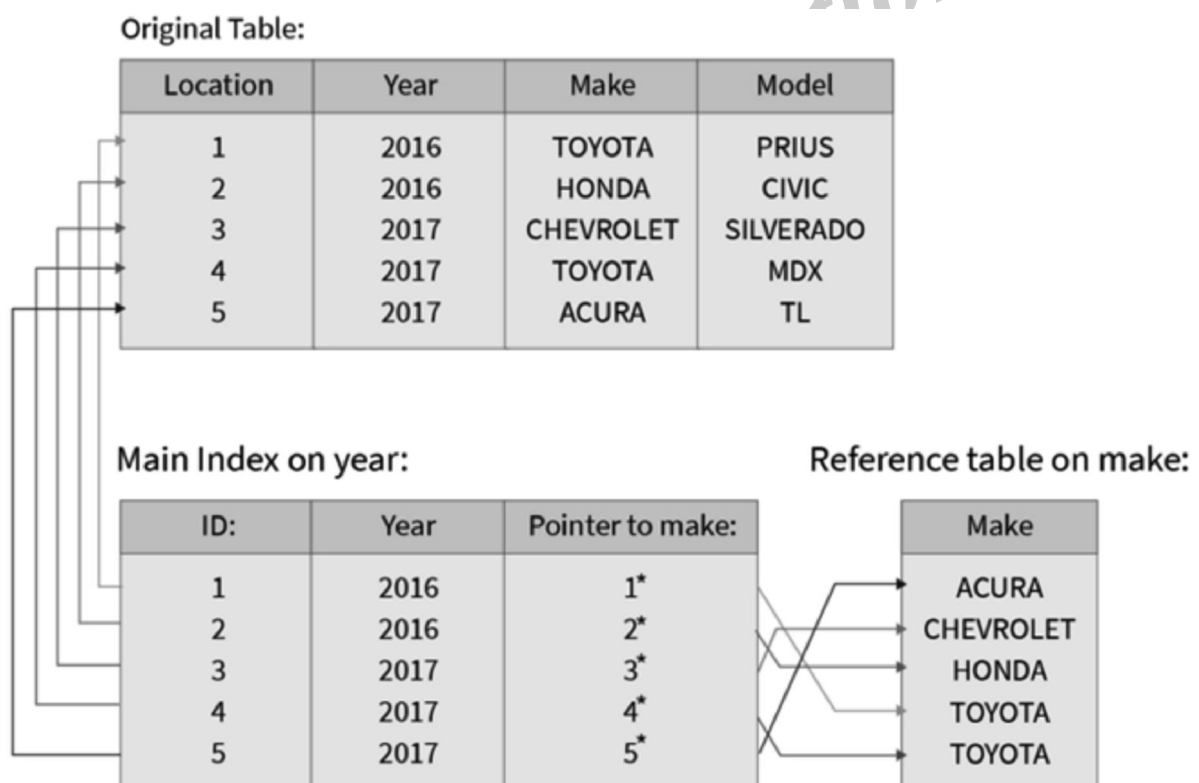 Original Table:
Location Year Make Model
1 2016 TOYOTA PRIUS
2 2016 HONDA CIVIC
3 2017 CHEVROLET SILVERADO
4 2017 TOYOTA MDX
5 2017 ACURA TL
Main Index on year: Reference table on make:
ID: Year Pointer to make: Make
1 2016 1* ACURA
2 2016 2* CHEVROLET
3 2017 3* HONDA
4 2017 4* TOYOTA
5 2017 5* TOYOTA